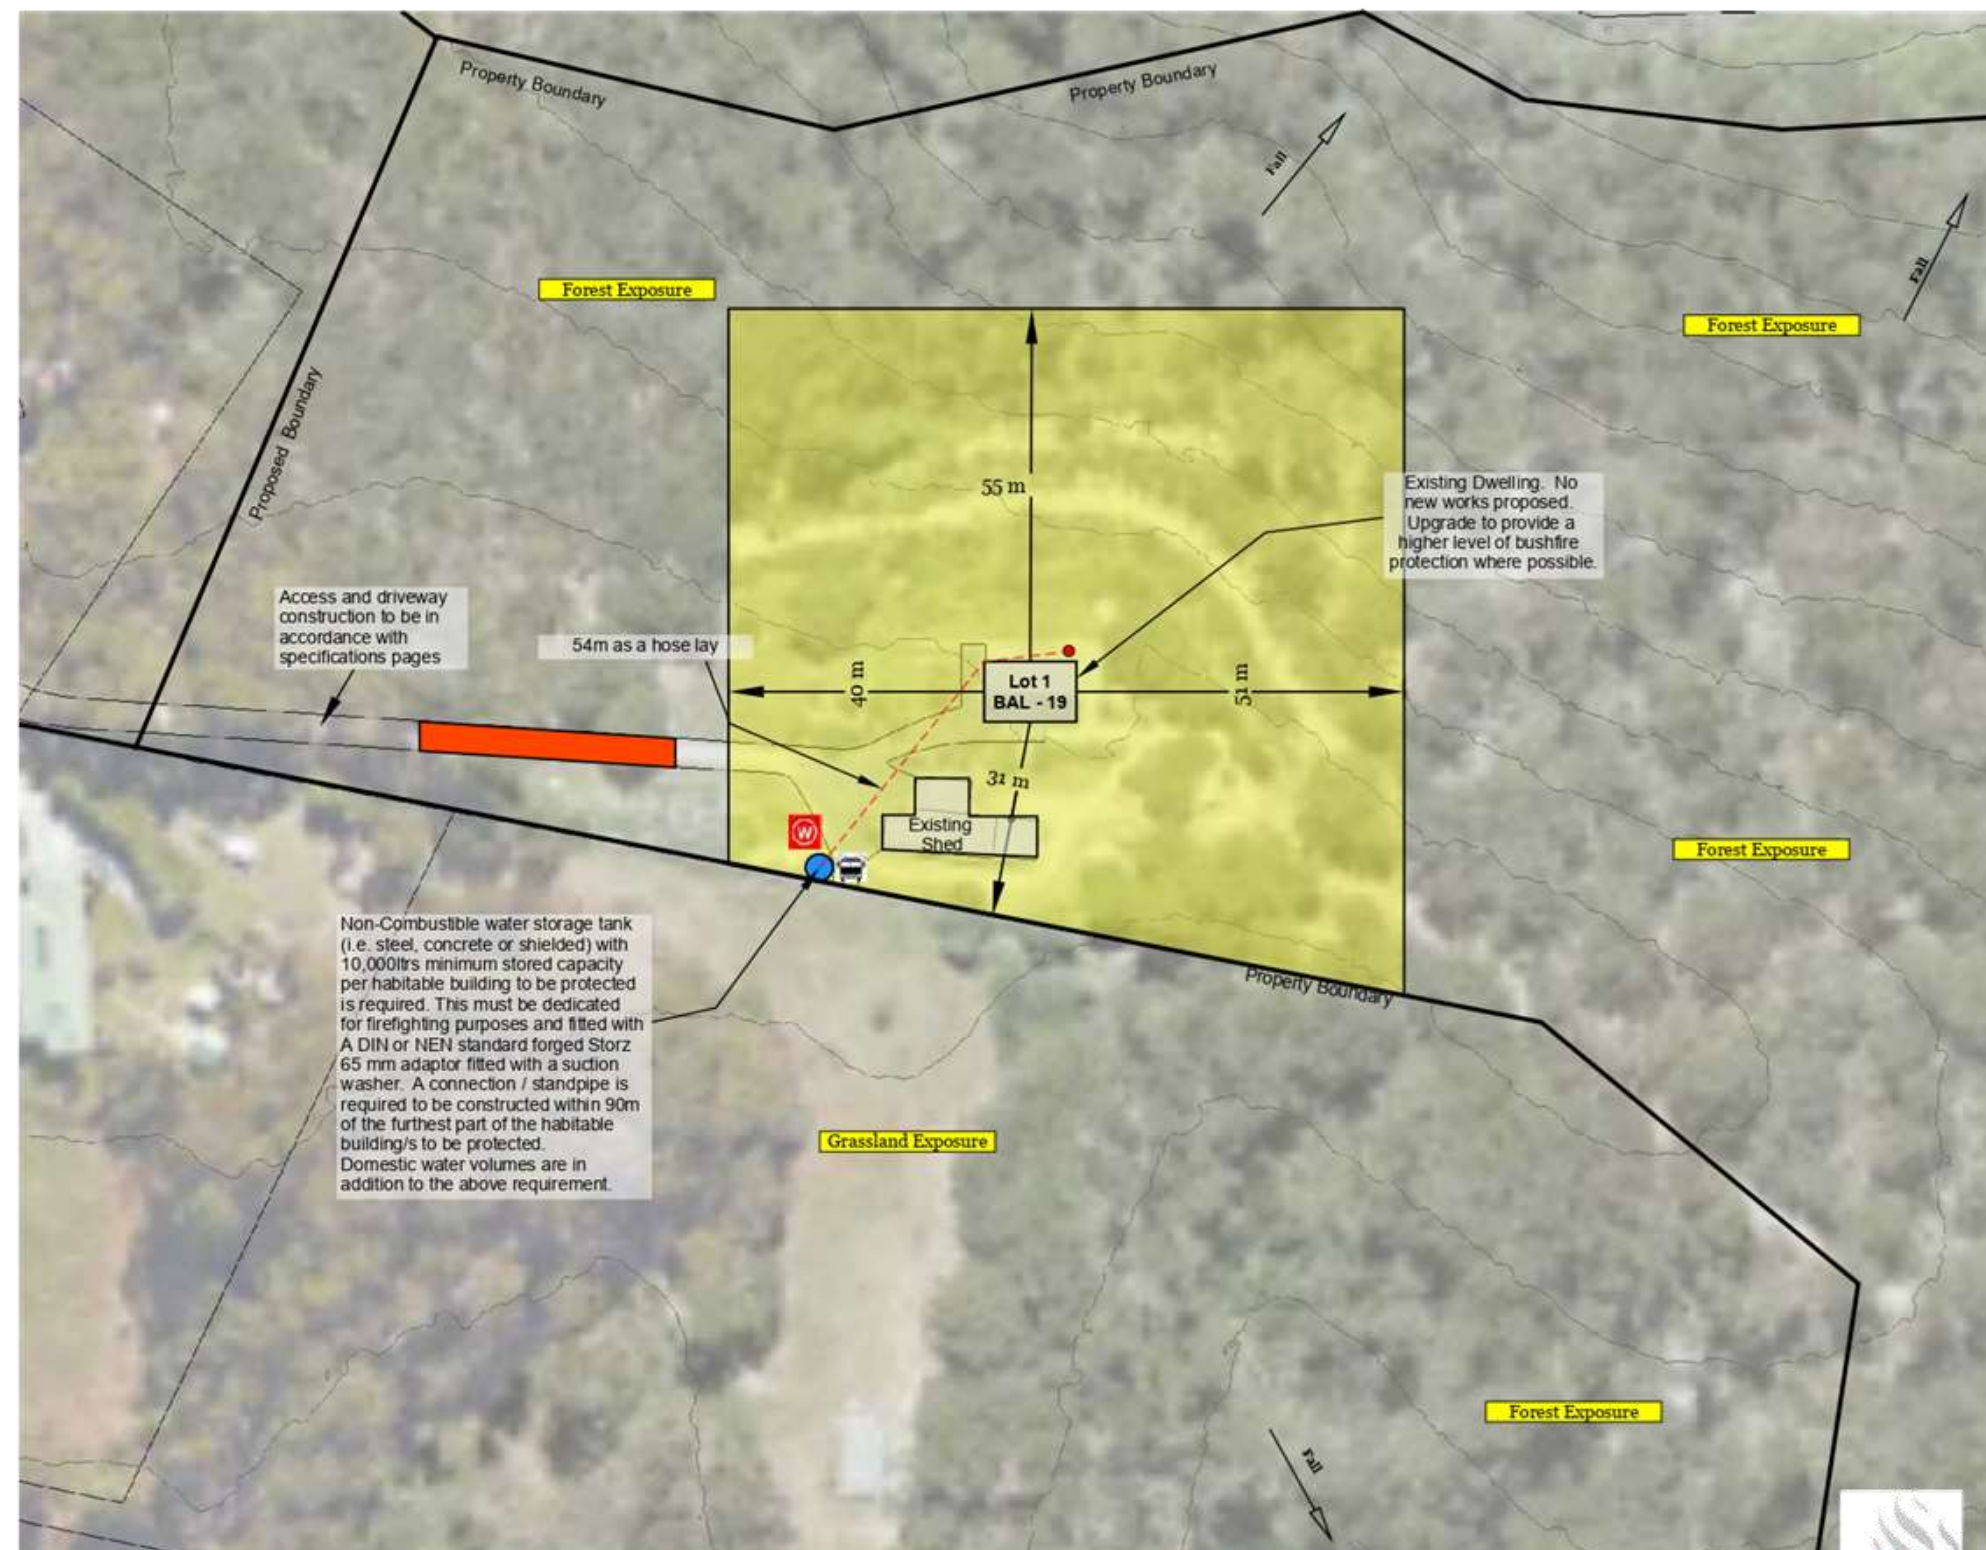 Property Boundary
Property Boundary
Fall
Fall
Forest Exposure
Forest Exposure
Proposed Boundary
55 m
Existing Dwelling. No
new works proposed.
Upgrade to provide a
higher level of bushfire
protection where possible.
Access and driveway
construction to be in
accordance with
specifications pages
54m as a hose lay
40 m
Lot 1
BAL - 19
51 m
31 m
W
Existing
Shed
Forest Exposure
Non-Combustible water storage tank
(i.e. steel, concrete or shielded) with
10,000ltrs minimum stored capacity
per habitable building to be protected
is required. This must be dedicated
for firefighting purposes and fitted with
A DIN or NEN standard forged Storz
65 mm adaptor fitted with a suction
washer. A connection / standpipe is
required to be constructed within 90m
of the furthest part of the habitable
building/s to be protected.
Domestic water volumes are in
addition to the above requirement.
Property Boundary
Grassland Exposure
Forest Exposure
Fall